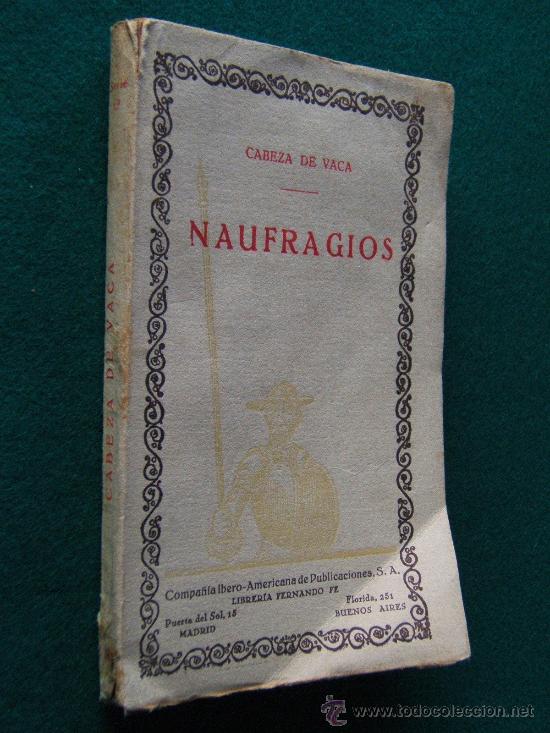 CABEZA DE VACA
NAUFRAGIOS
Compañía Ibero-Americana de Publicaciones, S. A.
LIBRERÍA FERNANDO FE
Puerta del Sol, 15
MADRID
Florida, 251
BUENOS AIRES
CABEZA DE VACA
todocoleccion
www.todocoleccion.net